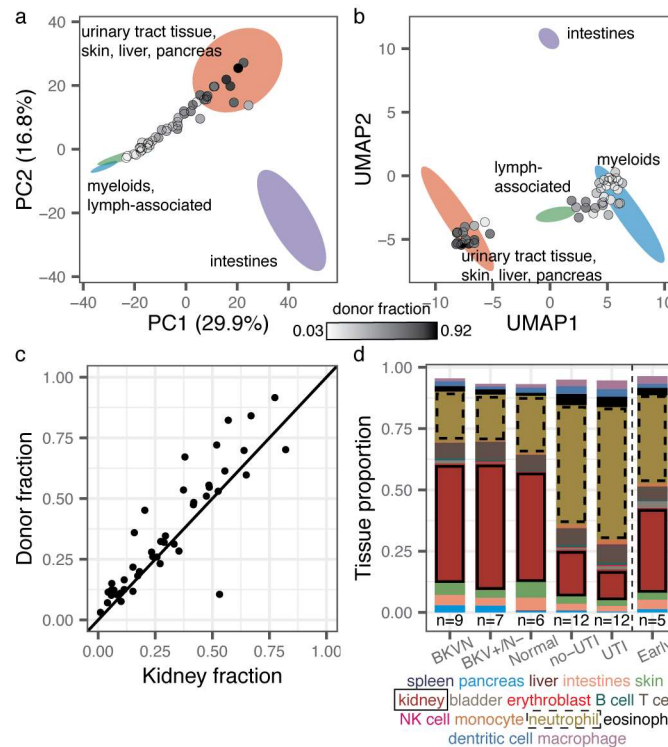 a
urinary tract tissue,
skin, liver, pancreas
PC2 (16.8%)
40
20
0
−20
40
myeloids,
lymph-associated
intestines
−40
−20
0
20
40
PC1 (29.9%)
b
intestines
UMAP2
10
5
0
−5
lymph-
associated
myeloids
urinary tract tissue,
skin, liver, pancreas
−10
−5
0
5
10
UMAP1
donor fraction
0.03
0.92
c
Donor fraction
1.00
0.75
0.50
0.25
0.00
0.00
0.25
0.50
0.75
1.00
Kidney fraction
d
Tissue proportion
1.00
0.75
0.50
0.25
0.00
n=9
n=7
n=6
n=12
n=12
n=5
BKVN
BKV+/N−
Normal
no−UTI
UTI
Early
spleen pancreas liver intestines skin
kidney bladder erythroblast B cell T ce
NK cell monocyte neutrophil eosinoph
dentritic cell macrophage